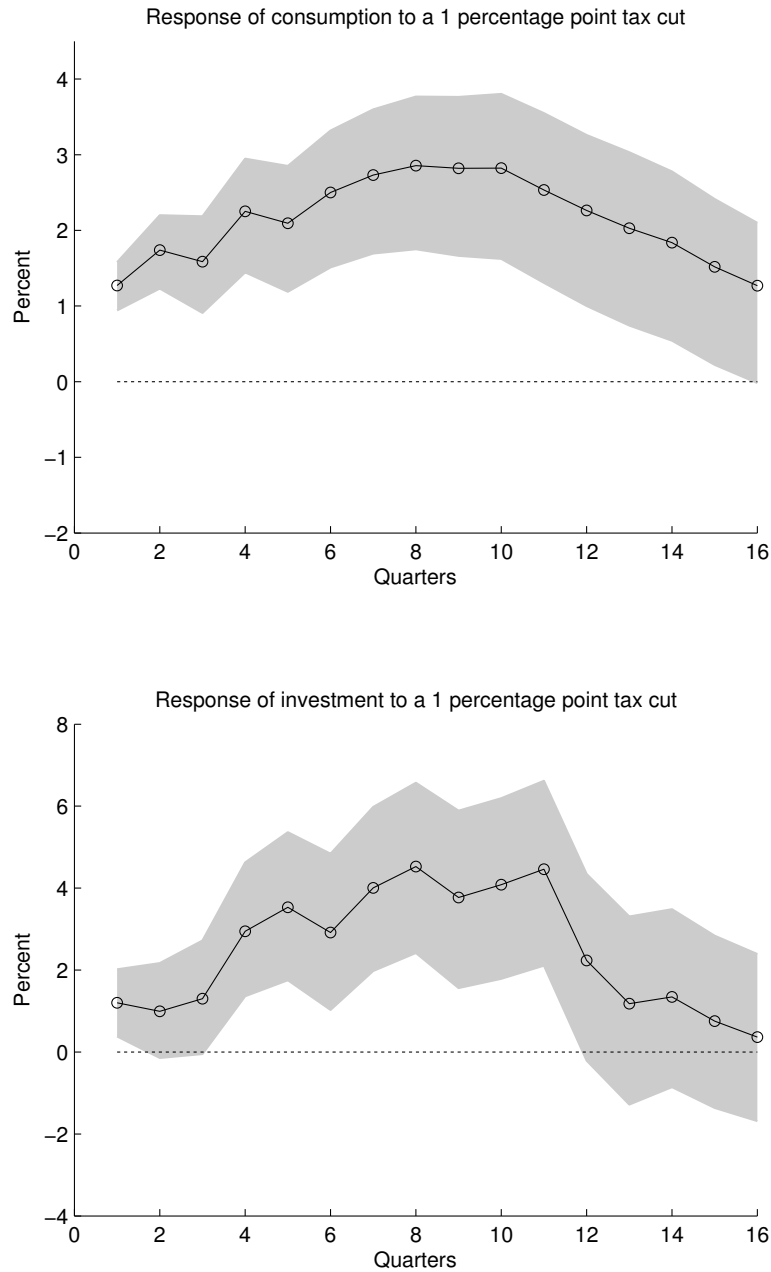 Response of consumption to a 1 percentage point tax cut
4
3
2
1
0
−1
−2
Percent
0 2 4 6 8 10 12 14 16
Quarters
Response of investment to a 1 percentage point tax cut
8
6
4
2
0
−2
−4
Percent
0 2 4 6 8 10 12 14 16
Quarters